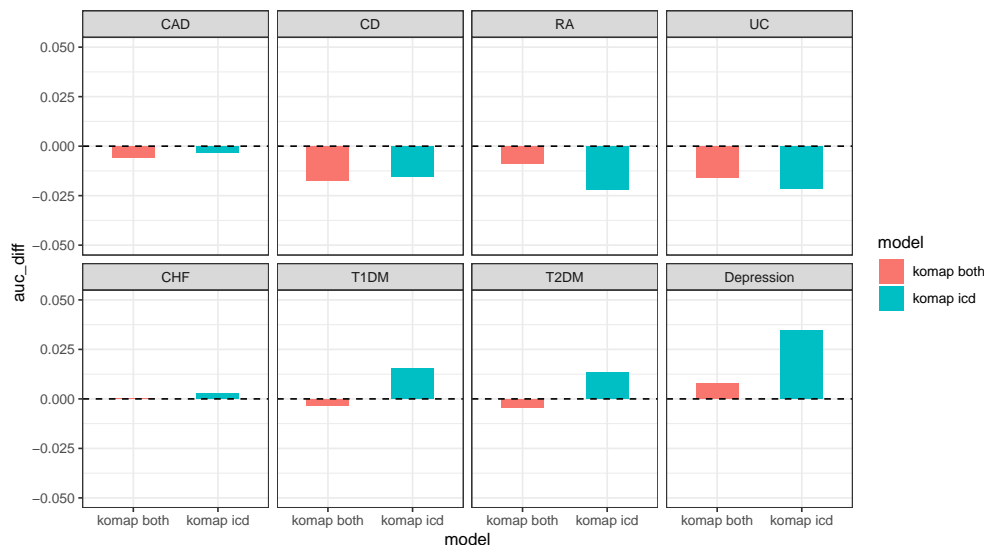 CAD CD RA UC
0.050
0.025
0.000
−0.025
−0.050
CHF T1DM T2DM Depression
0.050
0.025
0.000
−0.025
−0.050
auc_diff
komap both komap icd komap both komap icd komap both komap icd komap both komap icd
model
model
komap both
komap icd